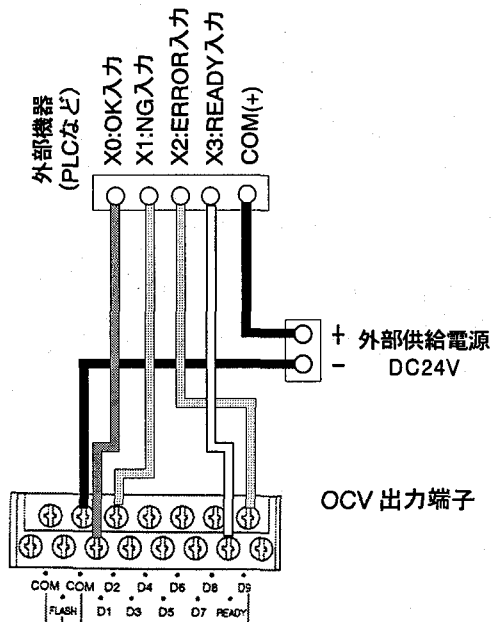 外部機器
(PLCなど)
X0:OK入力
X1:NG入力
X2:ERROR入力
X3:READY入力
COM(+)
+ 外部供給電源
- DC24V
OCV 出力端子
COM COM D2 D4 D6 D8 D9
FLASH D1 D3 D5 D7 READY